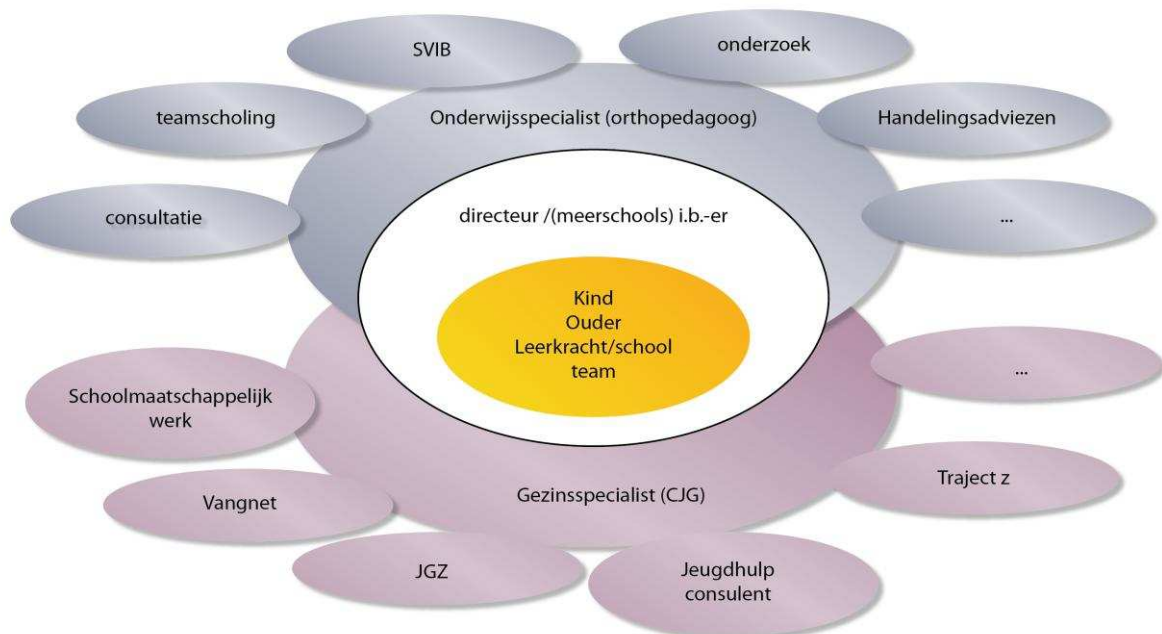 SVIB
onderzoek
teamscholing
Onderwijsspecialist (orthopedagoog)
Handelingsadviezen
consultatie
directeur /(meerschools) i.b.-er
...
Kind
Ouder
Leerkracht/school
team
...
Schoolmaatschappelijk
werk
Traject z
Vangnet
Gezinsspecialist (CJG)
JGZ
Jeugdhulp
consulent